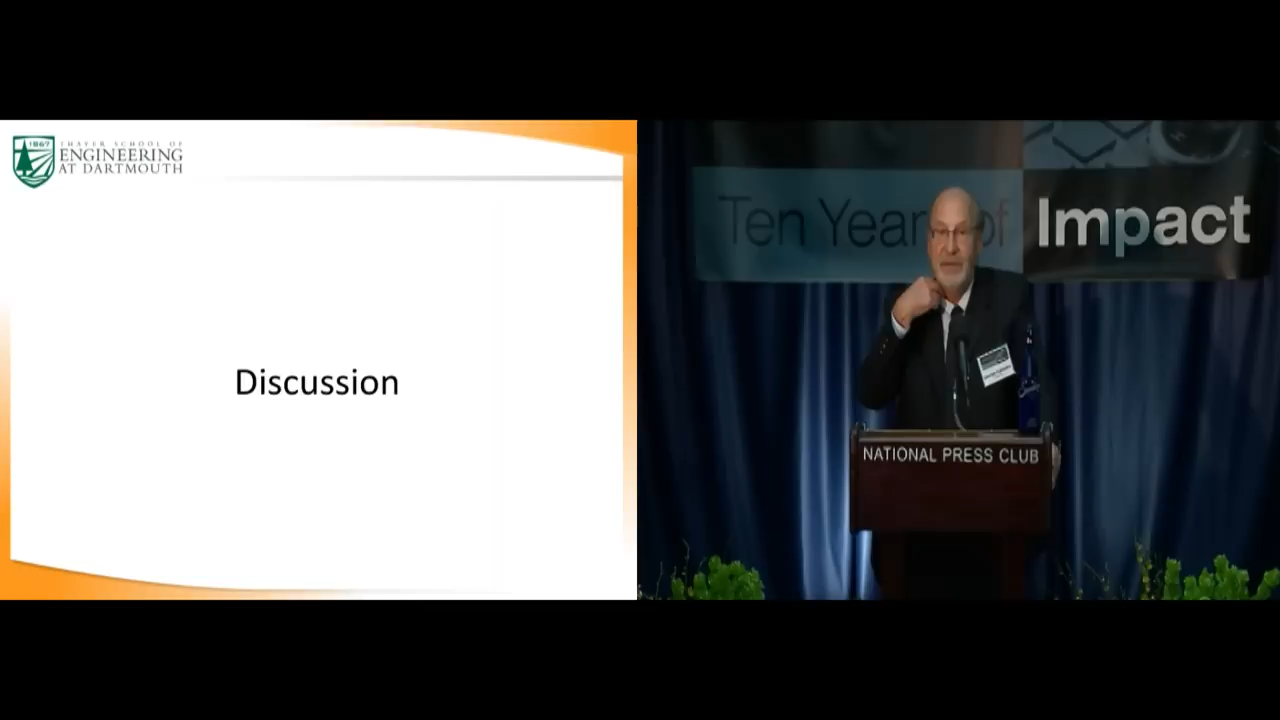 1867
THAYER SCHOOL OF
ENGINEERING
AT DARTMOUTH
Discussion
Ten Years of Impact
NATIONAL PRESS CLUB